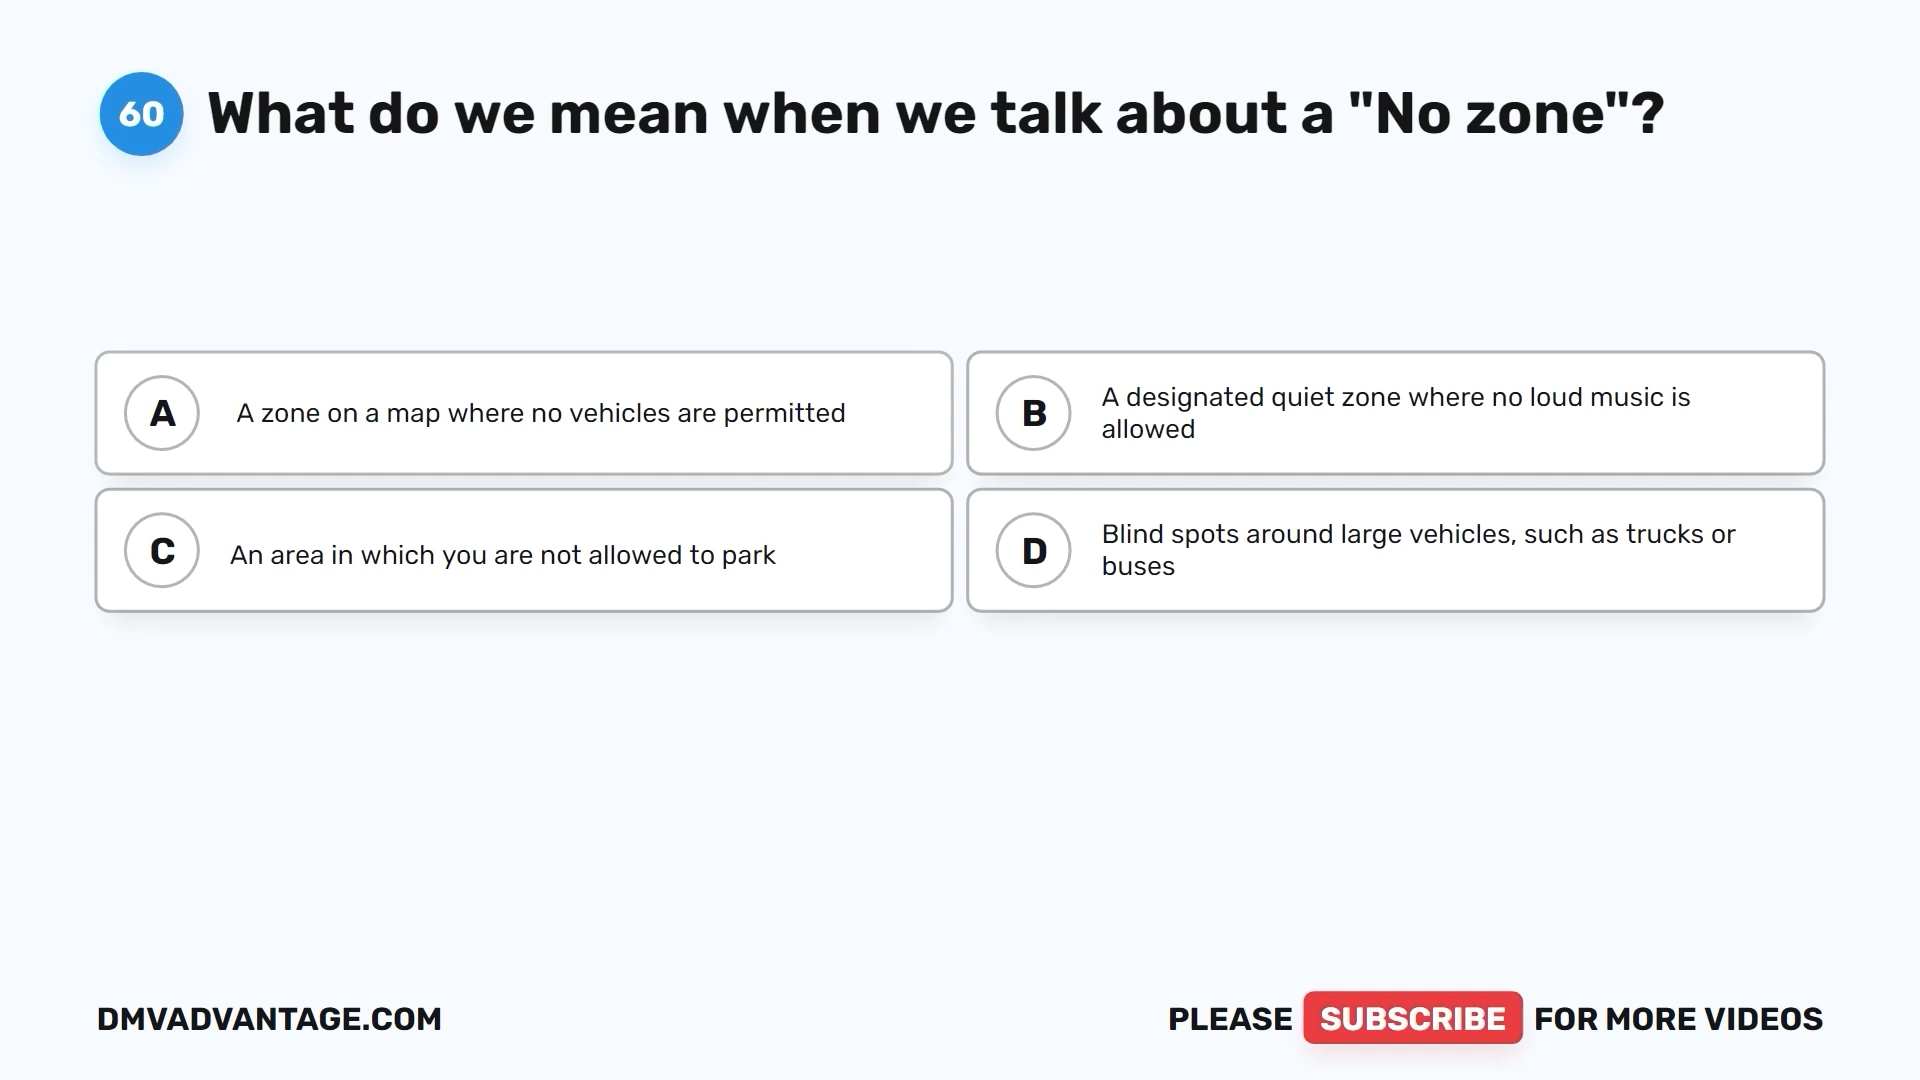 60 What do we mean when we talk about a "No zone"?
A A zone on a map where no vehicles are permitted
B A designated quiet zone where no loud music is
allowed
C An area in which you are not allowed to park
D Blind spots around large vehicles, such as trucks or
buses
DMVADVANTAGE.COM
PLEASE SUBSCRIBE FOR MORE VIDEOS